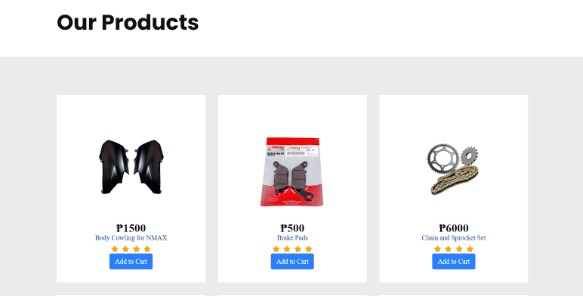 Our Products
₱1500
Body Cowling for NMAX
Add to Cart
₱500
Brake Pads
Add to Cart
₱6000
Chain and Sprocket Set
Add to Cart